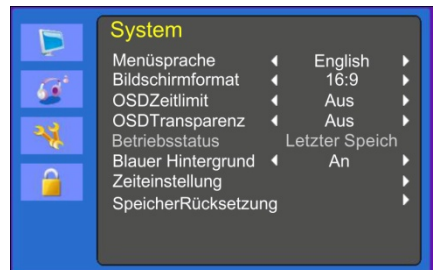 System
Menüsprache English
Bildschirmformat 16:9
OSDZeitlimit Aus
OSDTransparenz Aus
Betriebsstatus Letzter Speich
Blauer Hintergrund An
Zeiteinstellung
SpeicherRücksetzung